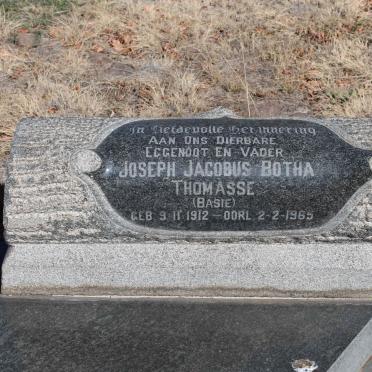 In Liefdevolle Herinnering
AAN ONS DIERBARE
EGGENOOT EN VADER
JOSEPH JACOBUS BOTHA
THOMASSE
(BASIE)
GEB 9 11 1912 — OORL 2-2-1965